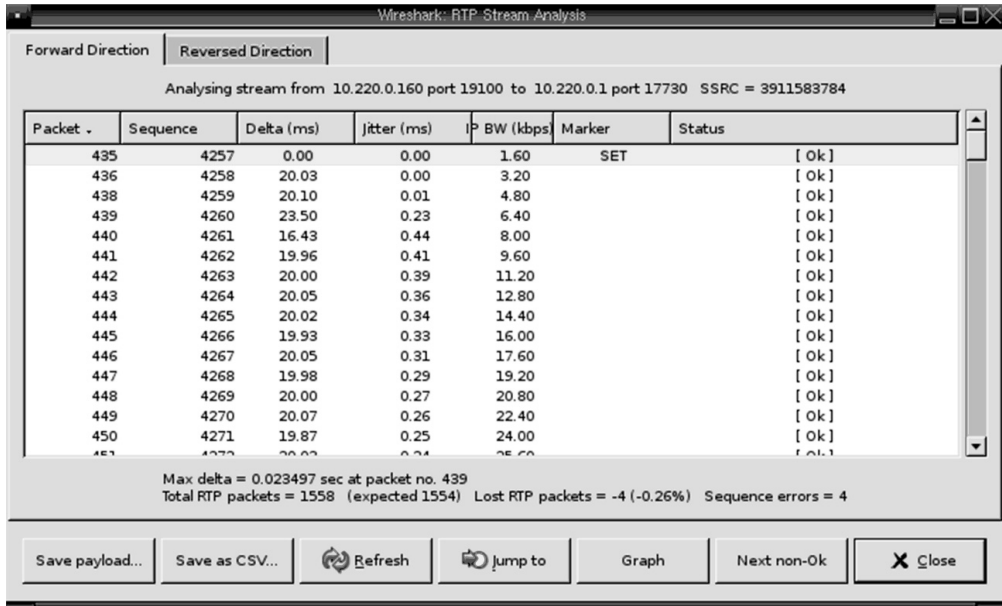 Wireshark: RTP Stream Analysis
Forward Direction Reversed Direction
Analysing stream from 10.220.0.160 port 19100 to 10.220.0.1 port 17730 SSRC = 3911583784
Packet Sequence Delta (ms) Jitter (ms) IP BW (kbps) Marker Status
435 4257 0.00 0.00 1.60 SET [ Ok ]
436 4258 20.03 0.00 3.20 [ Ok ]
438 4259 20.10 0.01 4.80 [ Ok ]
439 4260 23.50 0.23 6.40 [ Ok ]
440 4261 16.43 0.44 8.00 [ Ok ]
441 4262 19.96 0.41 9.60 [ Ok ]
442 4263 20.00 0.39 11.20 [ Ok ]
443 4264 20.05 0.36 12.80 [ Ok ]
444 4265 20.02 0.34 14.40 [ Ok ]
445 4266 19.93 0.33 16.00 [ Ok ]
446 4267 20.05 0.31 17.60 [ Ok ]
447 4268 19.98 0.29 19.20 [ Ok ]
448 4269 20.00 0.27 20.80 [ Ok ]
449 4270 20.07 0.26 22.40 [ Ok ]
450 4271 19.87 0.25 24.00 [ Ok ]
Max delta = 0.023497 sec at packet no. 439
Total RTP packets = 1558 (expected 1554) Lost RTP packets = -4 (-0.26%) Sequence errors = 4
Save payload... Save as CSV... Refresh Jump to Graph Next non-Ok Close